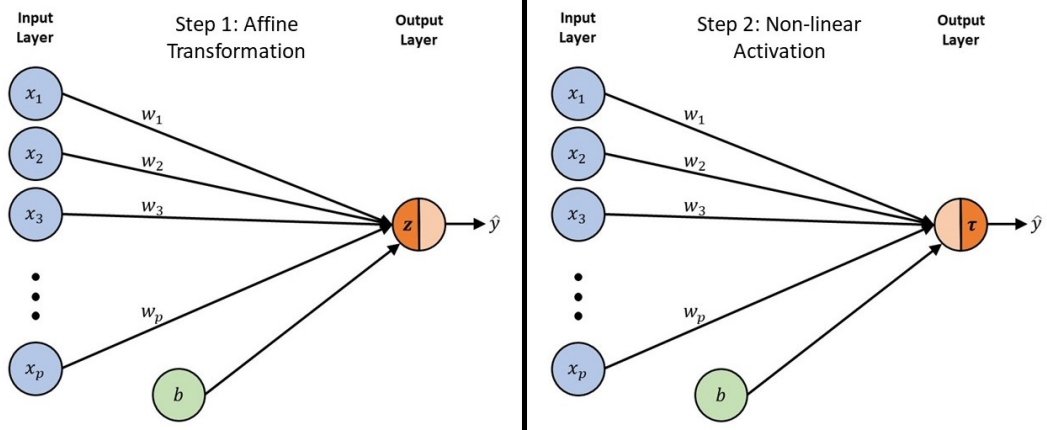 Input
Layer
Step 1: Affine
Transformation
Output
Layer
x₁
w₁
x₂
w₂
x₃
w₃
z
ŷ
wₚ
xₚ
b
Input
Layer
Step 2: Non-linear
Activation
Output
Layer
x₁
w₁
x₂
w₂
x₃
w₃
τ
ŷ
wₚ
xₚ
b